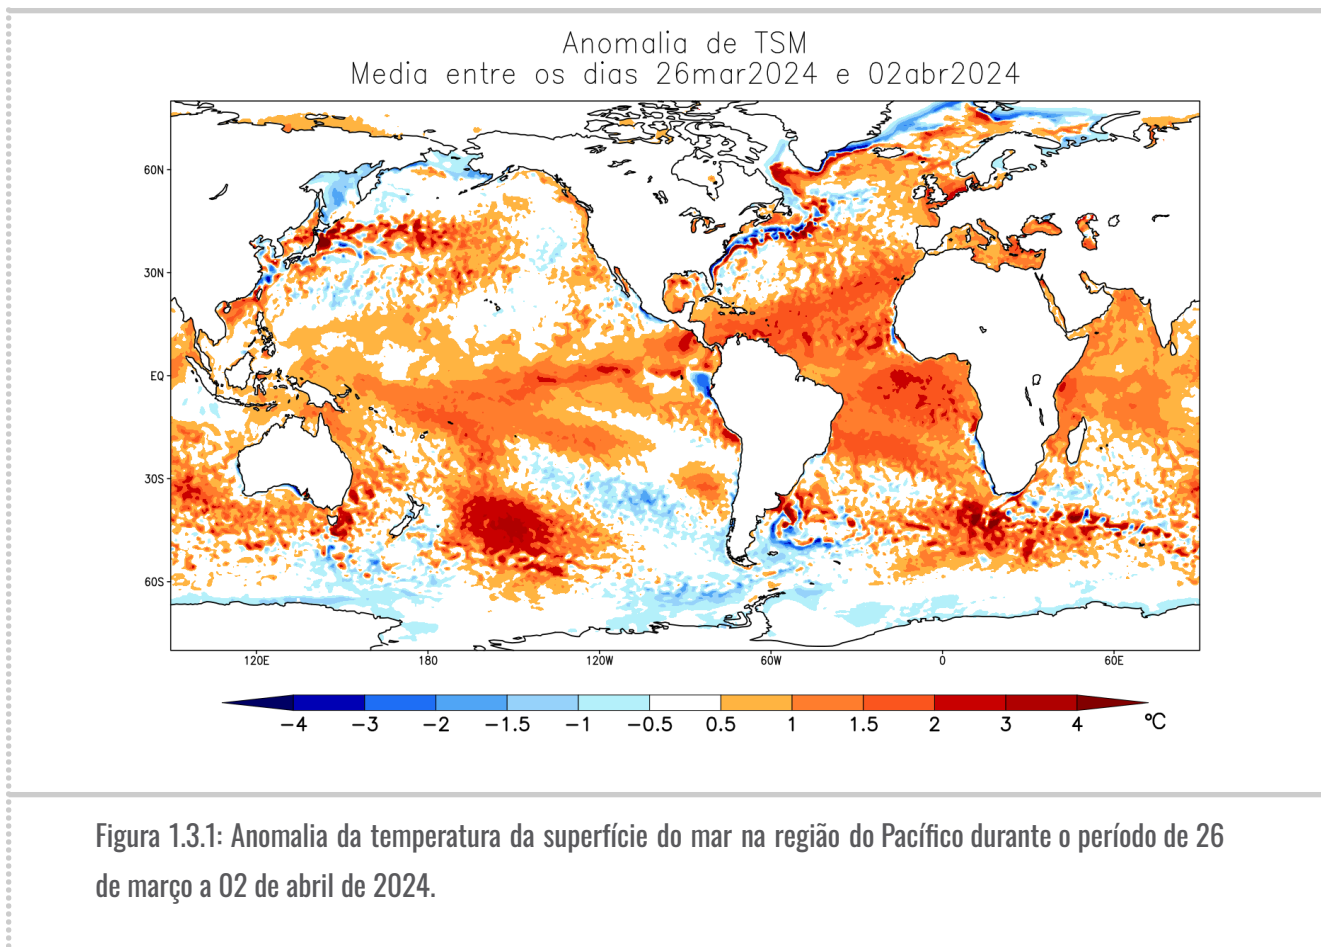 Anomalia de TSM
Media entre os dias 26mar2024 e 02abr2024
60N
30N
EQ
30S
60S
120E 180 120W 60W 0 60E
−4 −3 −2 −1.5 −1 −0.5 0.5 1 1.5 2 3 4 °C
Figura 1.3.1: Anomalia da temperatura da superfície do mar na região do Pacífico durante o período de 26
de março a 02 de abril de 2024.